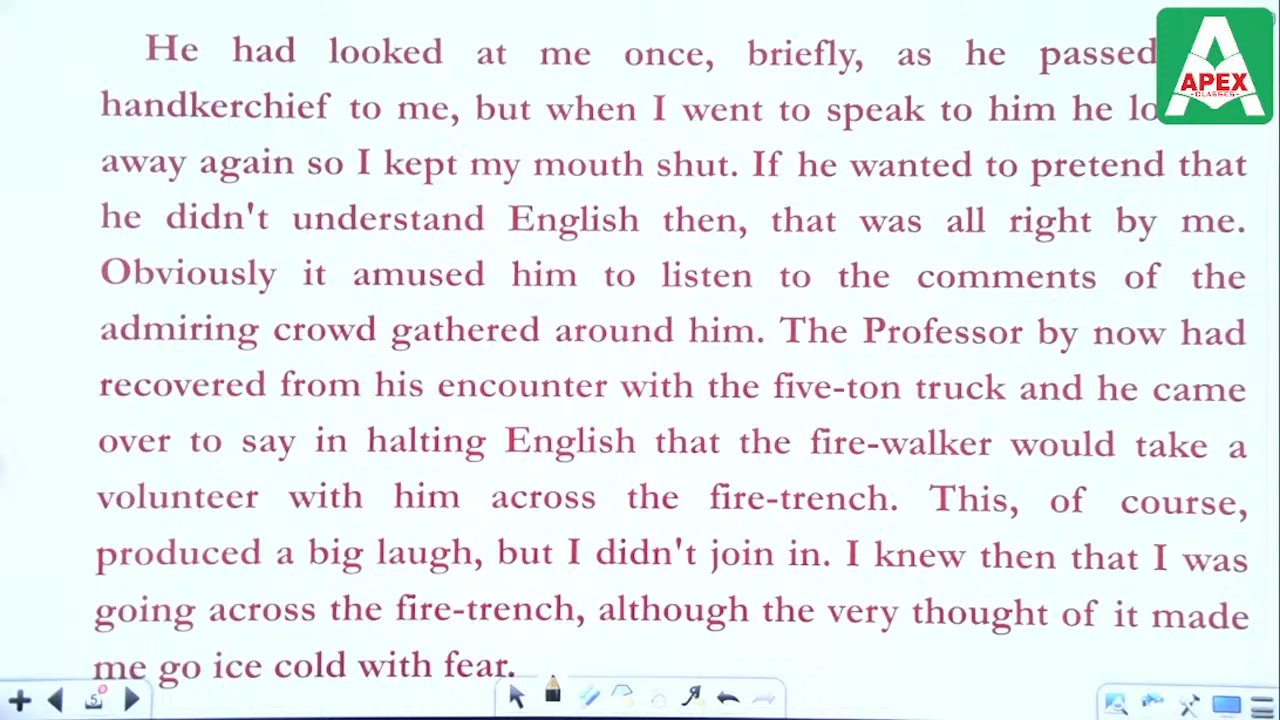 He had looked at me once, briefly, as he passed
handkerchief to me, but when I went to speak to him he lo
away again so I kept my mouth shut. If he wanted to pretend that
he didn't understand English then, that was all right by me.
Obviously it amused him to listen to the comments of the
admiring crowd gathered around him. The Professor by now had
recovered from his encounter with the five-ton truck and he came
over to say in halting English that the fire-walker would take a
volunteer with him across the fire-trench. This, of course,
produced a big laugh, but I didn't join in. I knew then that I was
going across the fire-trench, although the very thought of it made
me go ice cold with fear.
A
APEX
-CLASSES-
5